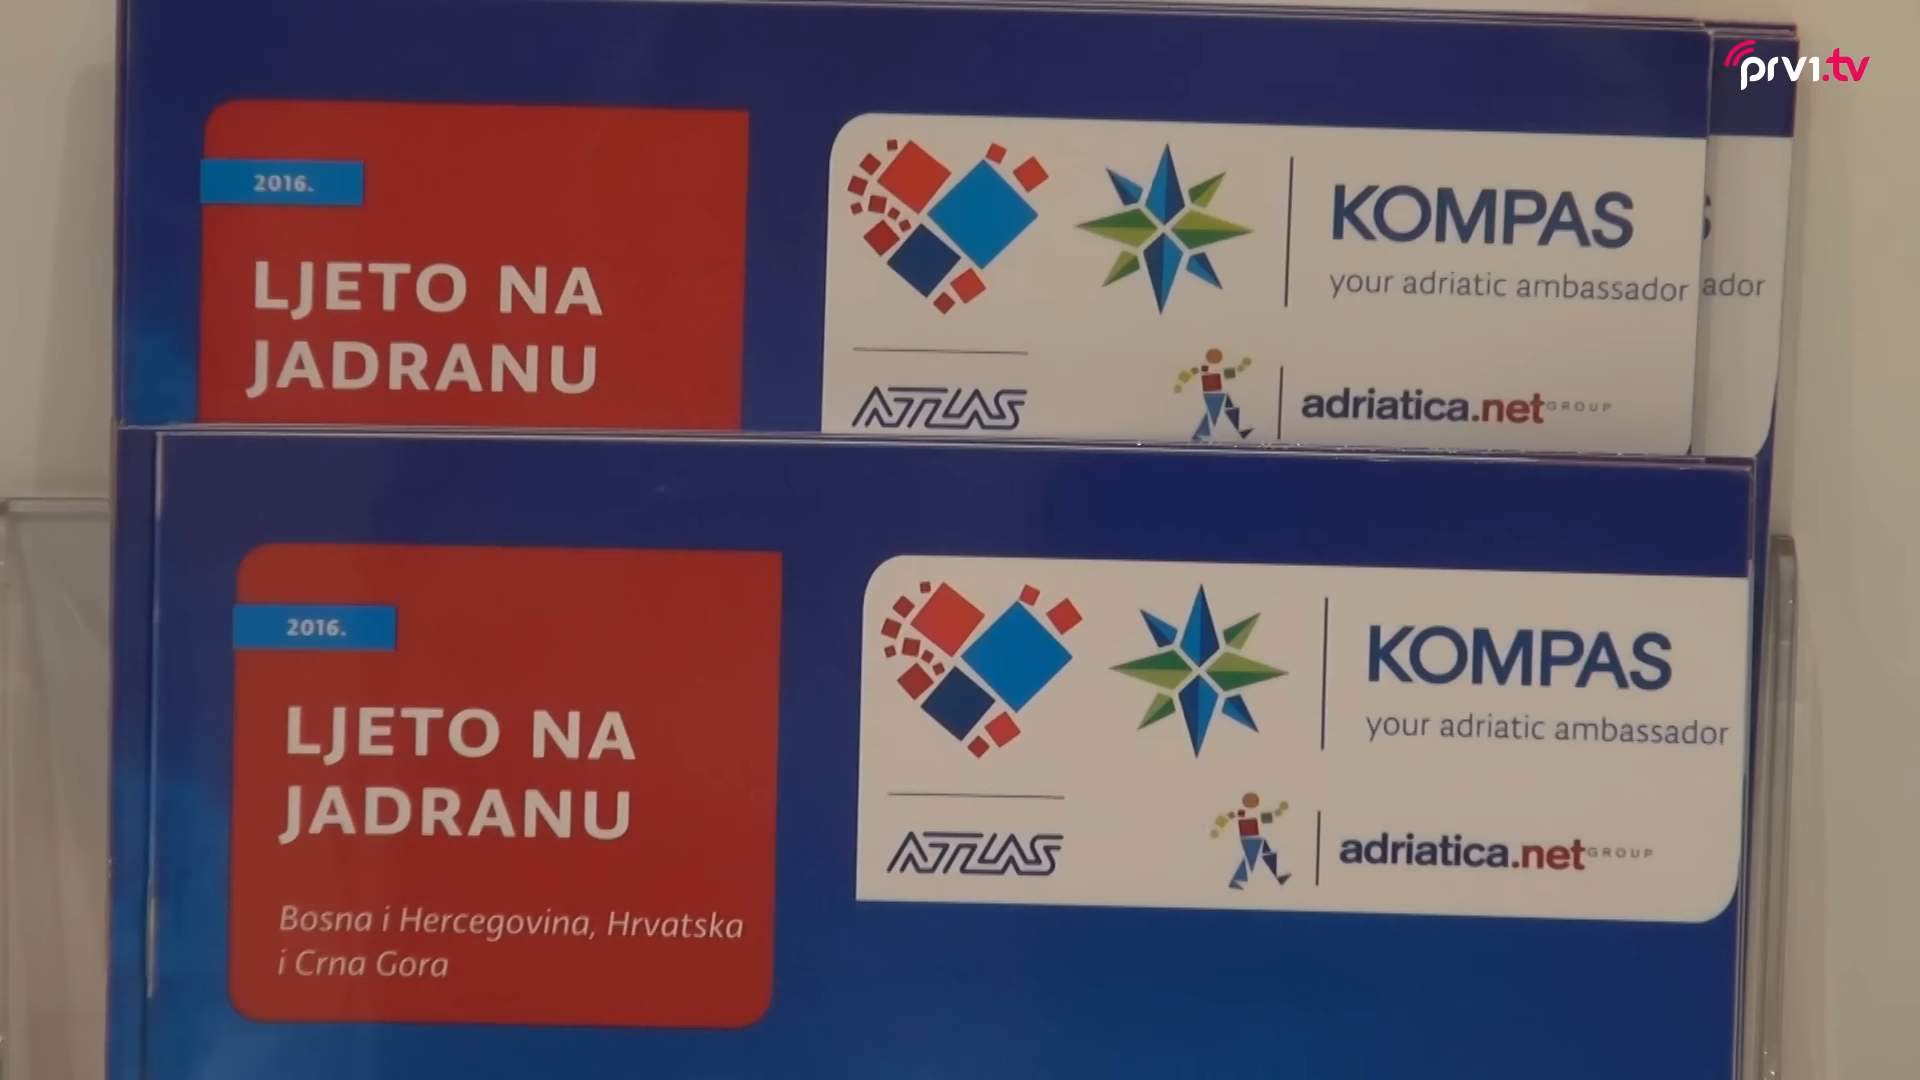 prv1.tv
2016.
LJETO NA
JADRANU
KOMPAS
your adriatic ambassador
ador
ATLAS
adriatica.net GROUP
2016.
LJETO NA
JADRANU
Bosna i Hercegovina, Hrvatska
i Crna Gora
KOMPAS
your adriatic ambassador
ATLAS
adriatica.net GROUP